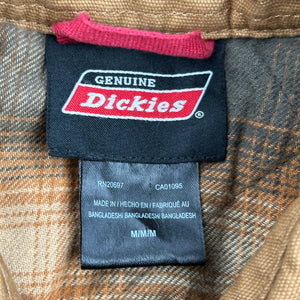 GENUINE
Dickies®
RN20697 CA01095
MADE IN / HECHO EN / FABRIQUÉ AU
BANGLADESH/ BANGLADESH/ BANGLADESH
M/M/M